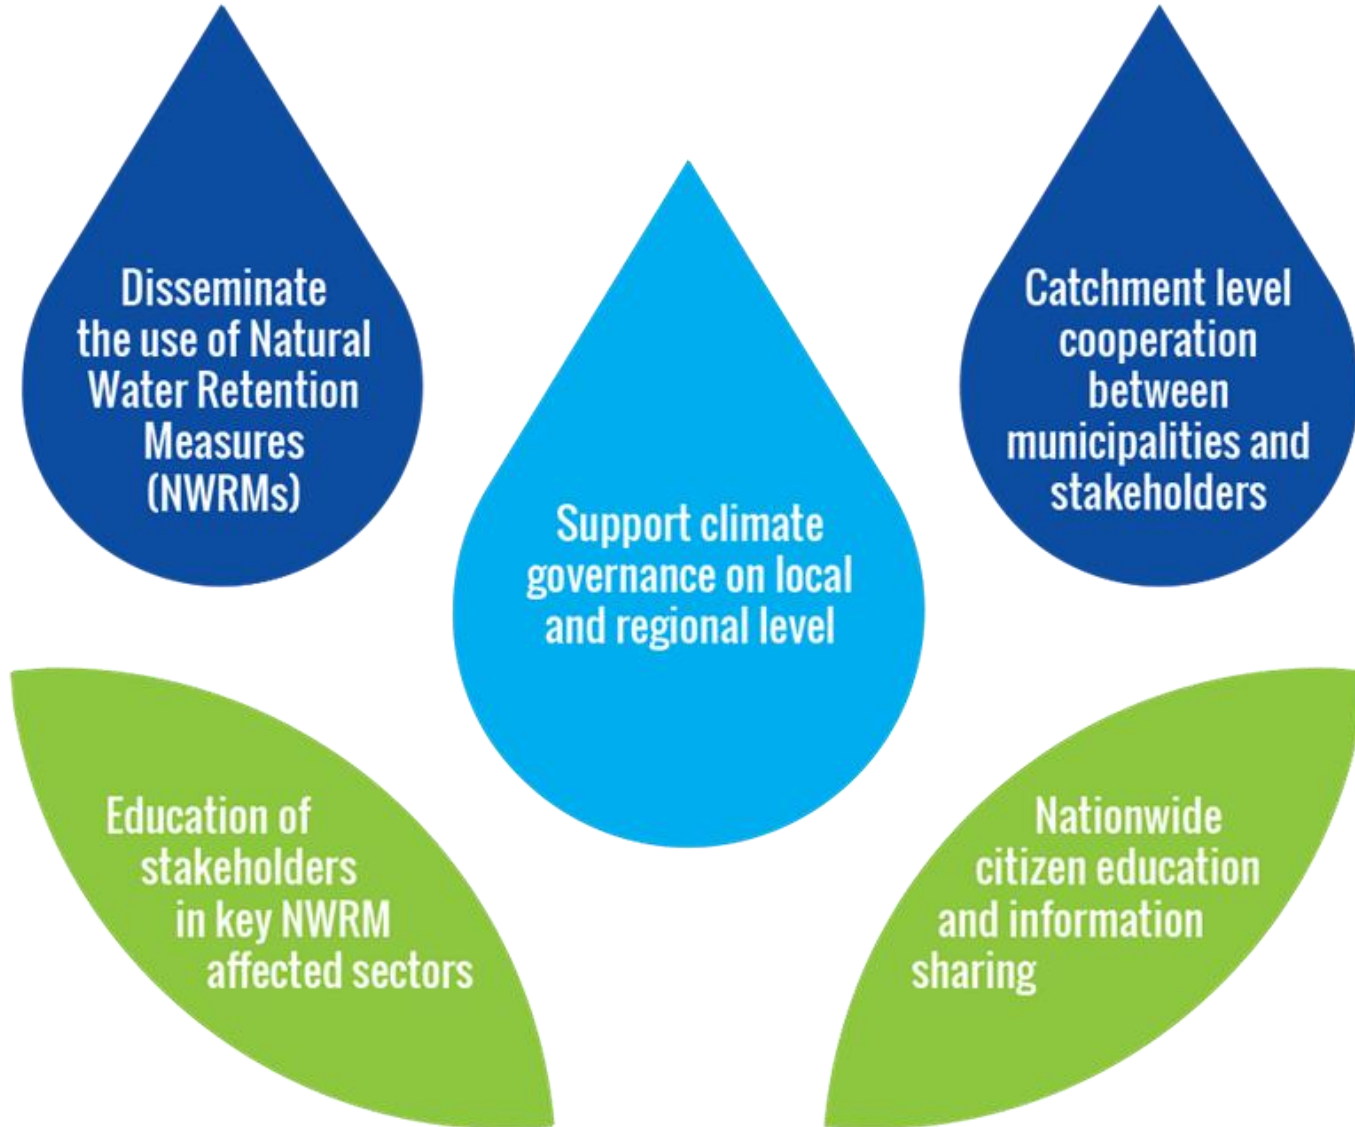 Disseminate
the use of Natural
Water Retention
Measures
(NWRMs)
Support climate
governance on local
and regional level
Catchment level
cooperation
between
municipalities and
stakeholders
Education of
stakeholders
in key NWRM
affected sectors
Nationwide
citizen education
and information
sharing